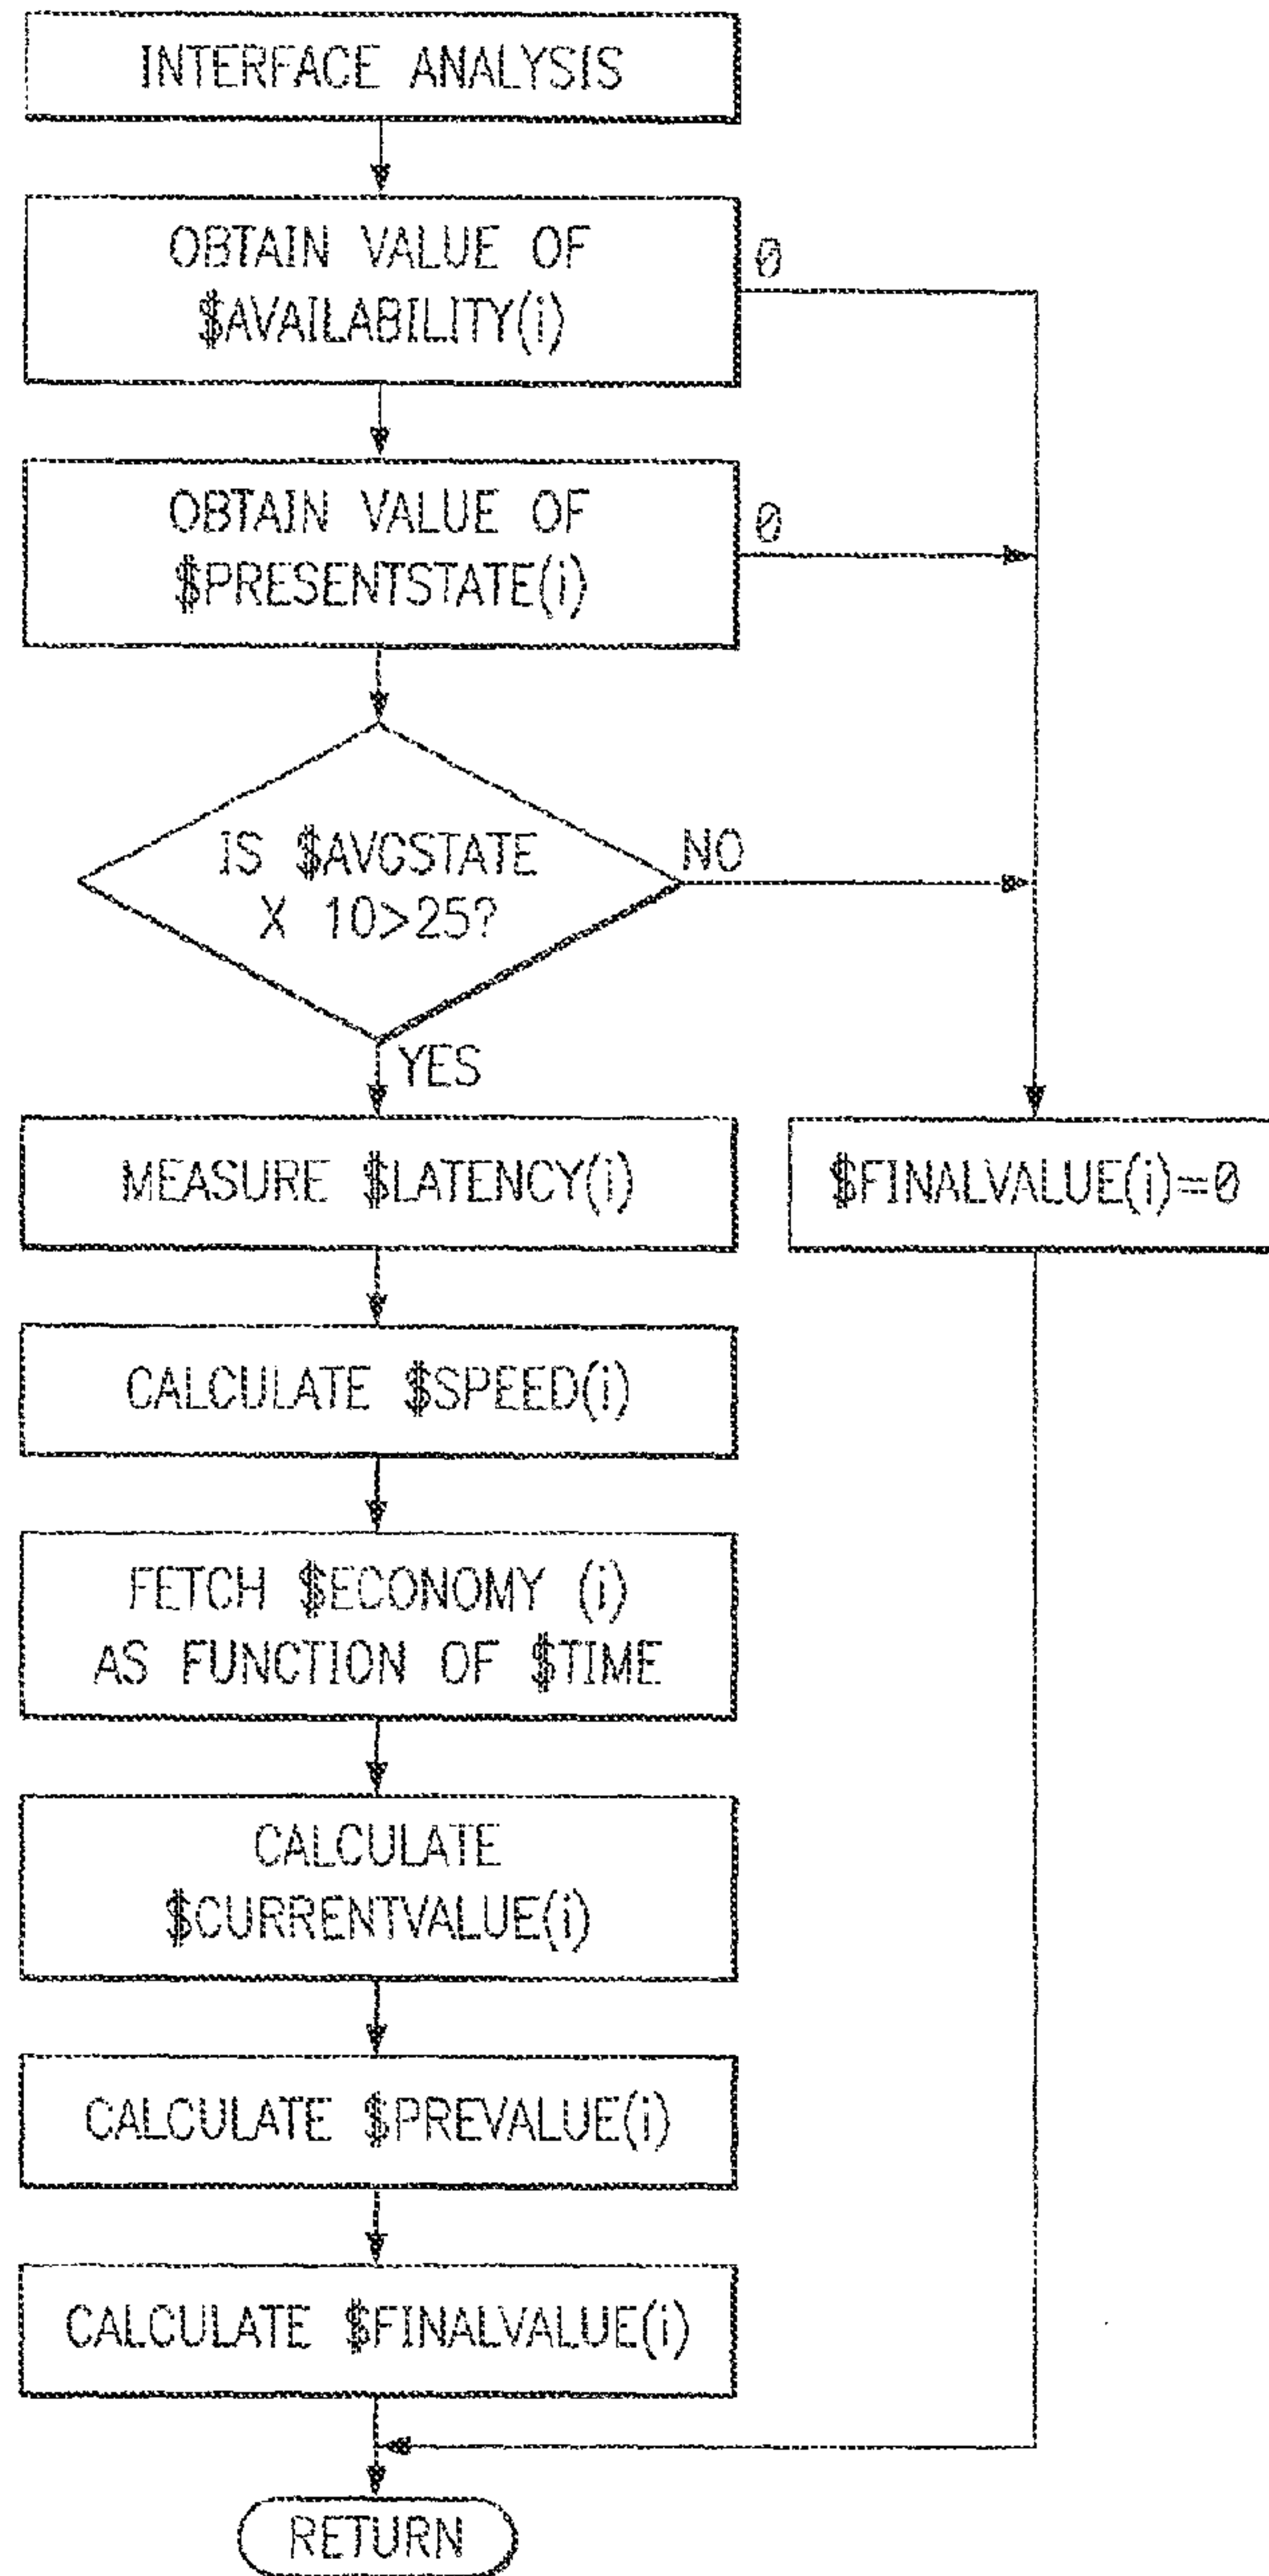 INTERFACE ANALYSIS
OBTAIN VALUE OF
$AVAILABILITY(i)
0
OBTAIN VALUE OF
$PRESENTSTATE(i)
0
IS $AVGSTATE
X 10>25?
NO
YES
MEASURE $LATENCY(i)
$FINALVALUE(i)=0
CALCULATE $SPEED(i)
FETCH $ECONOMY (i)
AS FUNCTION OF $TIME
CALCULATE
$CURRENTVALUE(i)
CALCULATE $PREVALUE(i)
CALCULATE $FINALVALUE(i)
RETURN